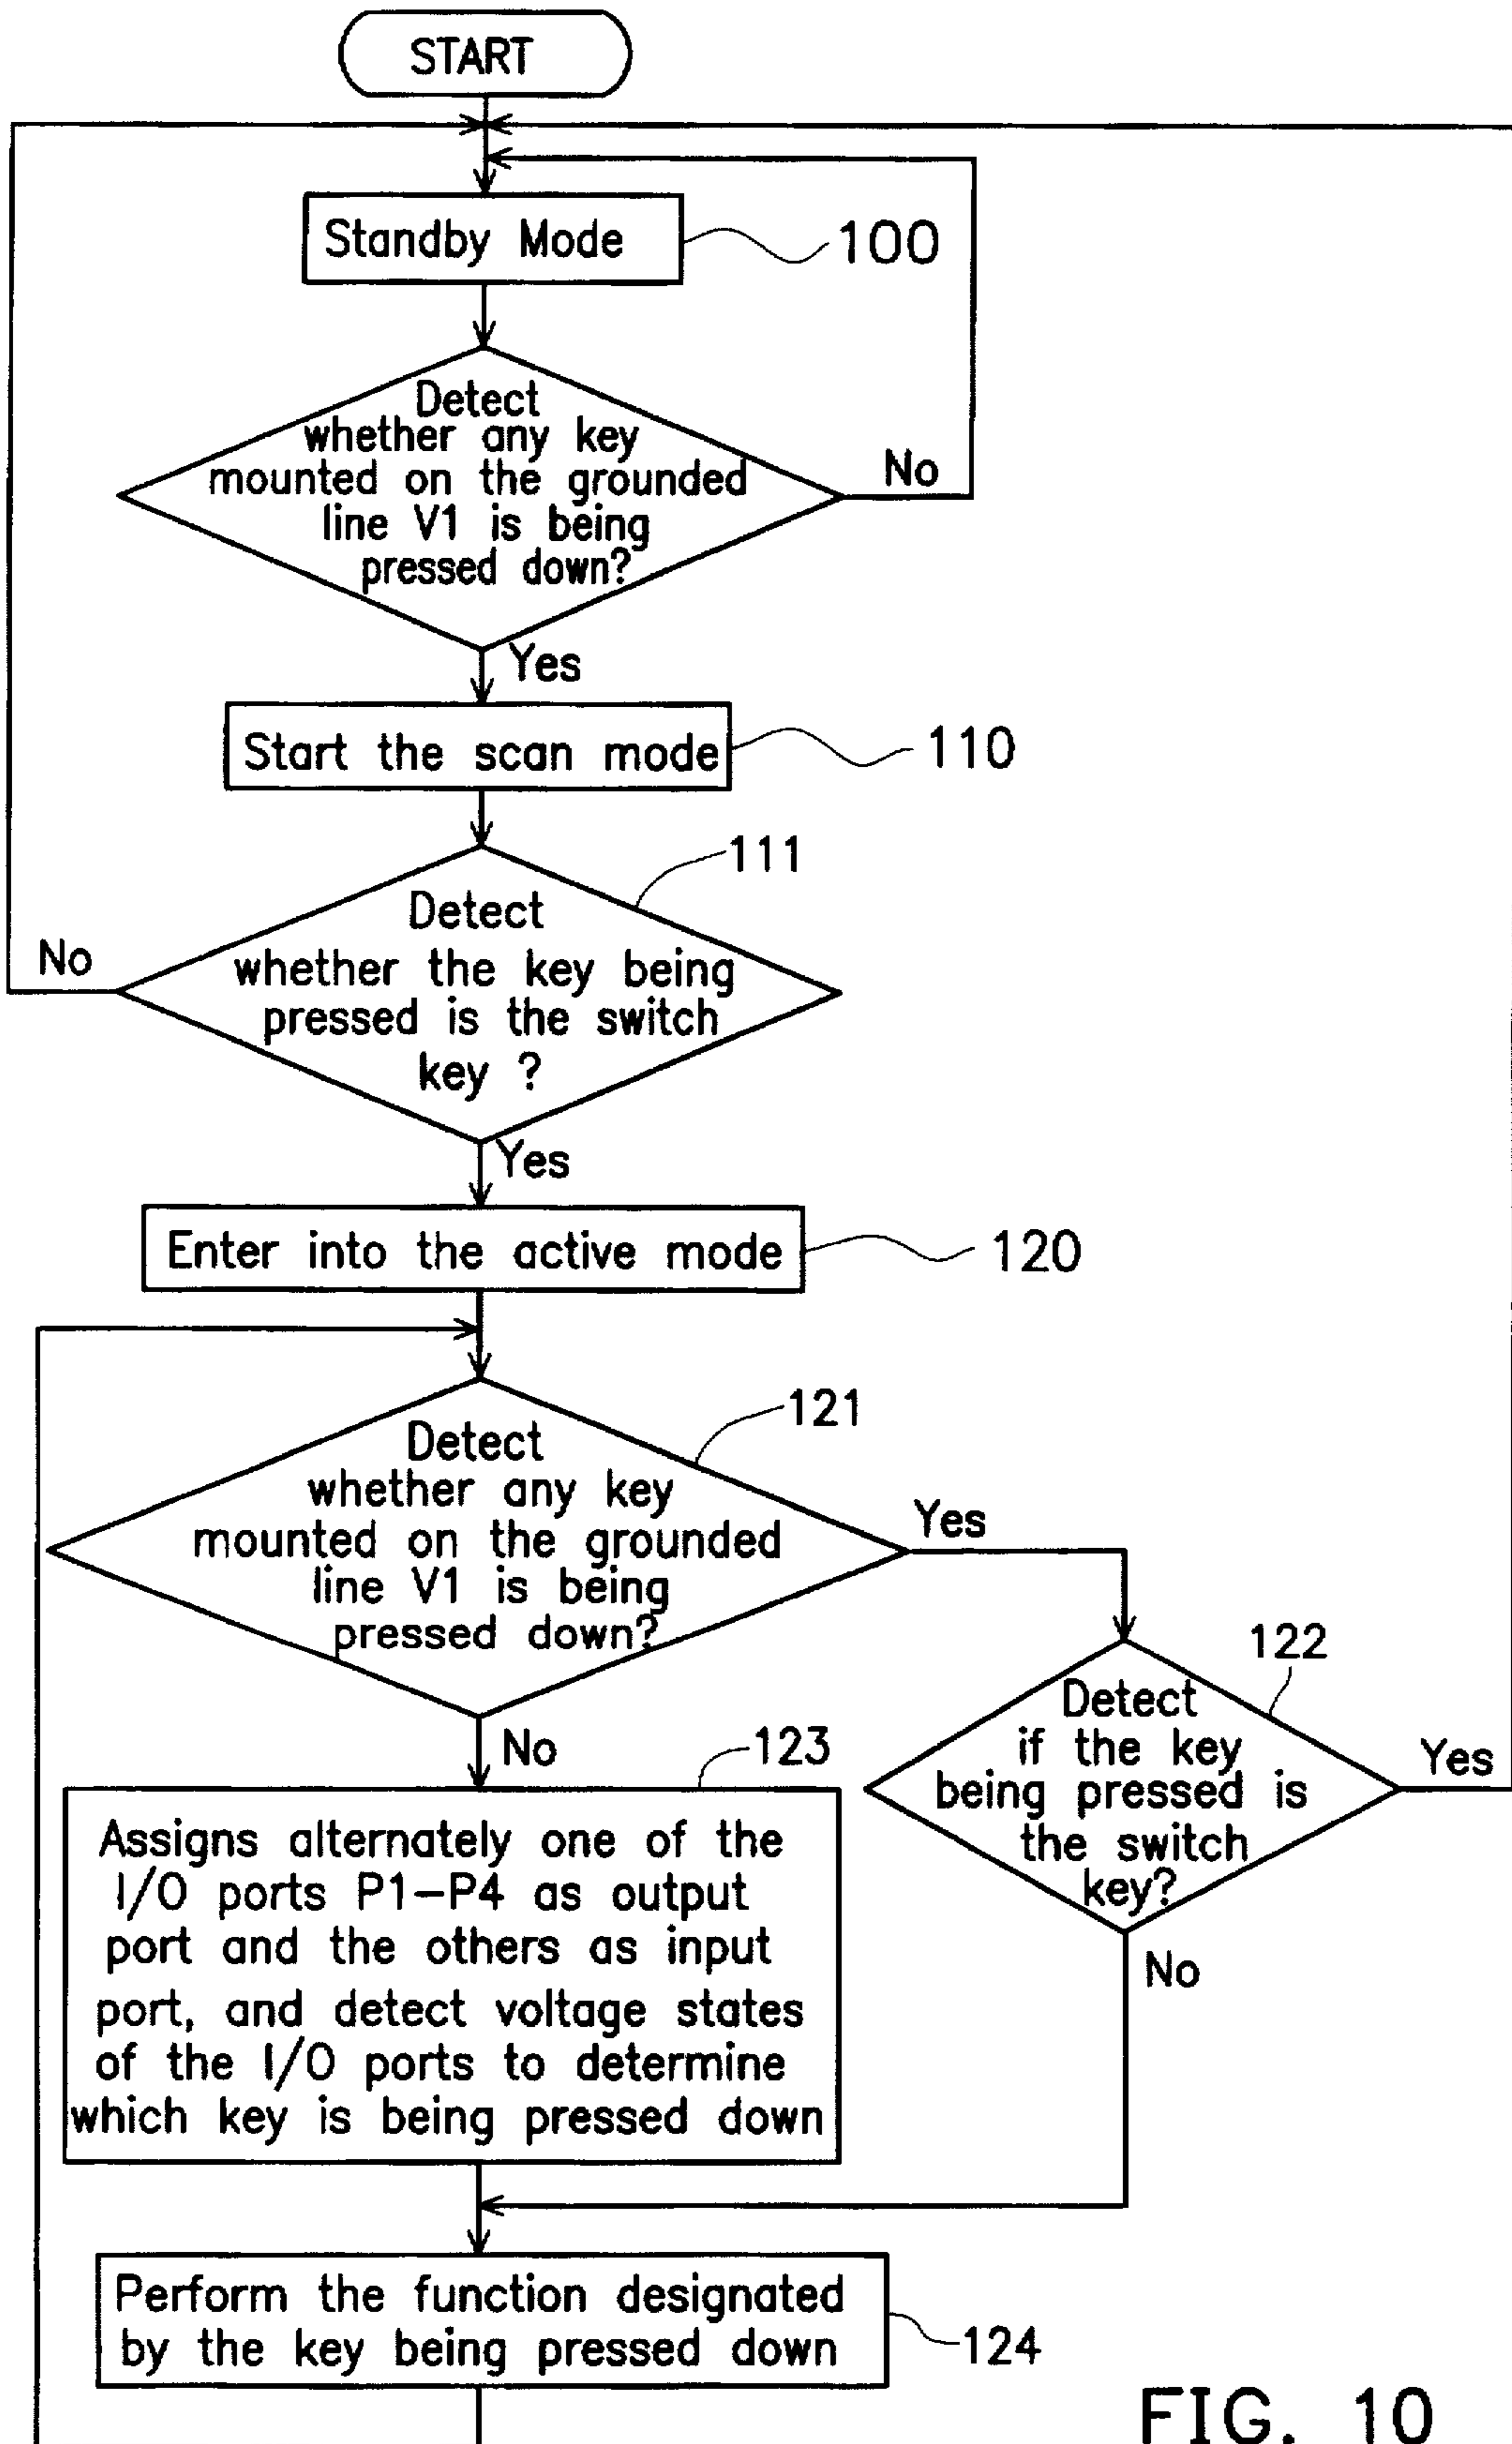 START
Standby Mode
100
Detect
whether any key
mounted on the grounded
line V1 is being
pressed down?
No
Yes
Start the scan mode
110
111
Detect
whether the key being
pressed is the switch
key ?
No
Yes
Enter into the active mode
120
121
Detect
whether any key
mounted on the grounded
line V1 is being
pressed down?
Yes
122
Detect
if the key
being pressed is
the switch
key?
Yes
No
No
123
Assigns alternately one of the
I/O ports P1-P4 as output
port and the others as input
port, and detect voltage states
of the I/O ports to determine
which key is being pressed down
Perform the function designated
by the key being pressed down
124
FIG. 10